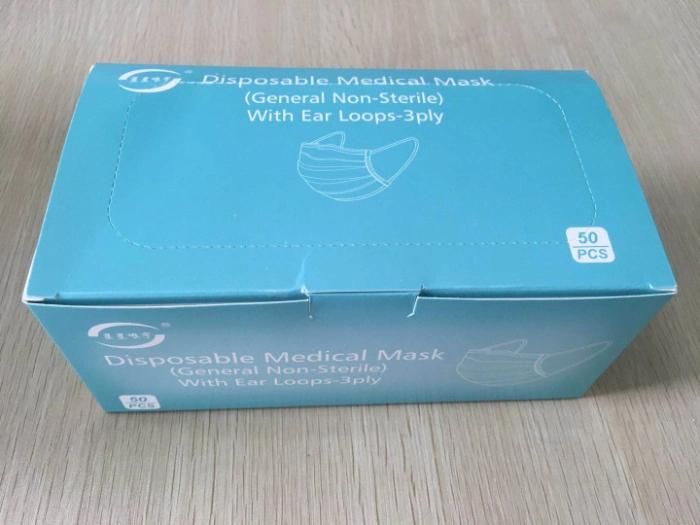 ®
Disposable Medical Mask
(General Non-Sterile)
With Ear Loops-3ply
50
PCS
®
Disposable Medical Mask
(General Non-Sterile)
With Ear Loops-3ply
50
PCS